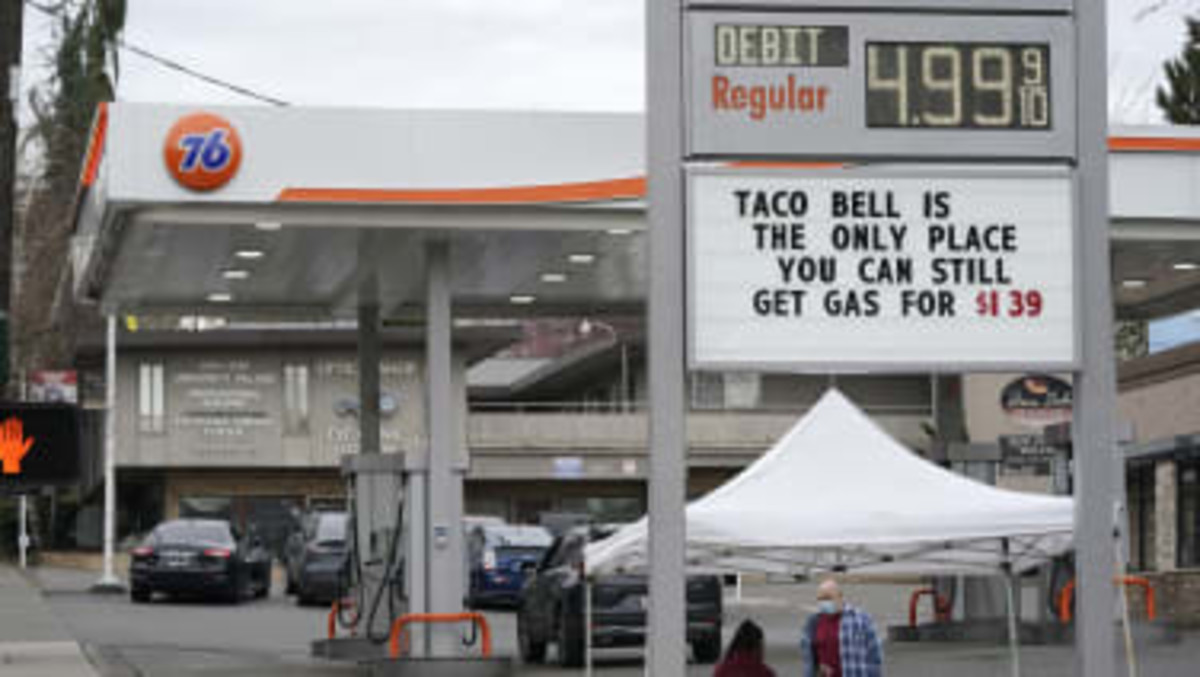 DEBIT
Regular
4.99 9/10
76
TACO BELL IS
THE ONLY PLACE
YOU CAN STILL
GET GAS FOR $1 39